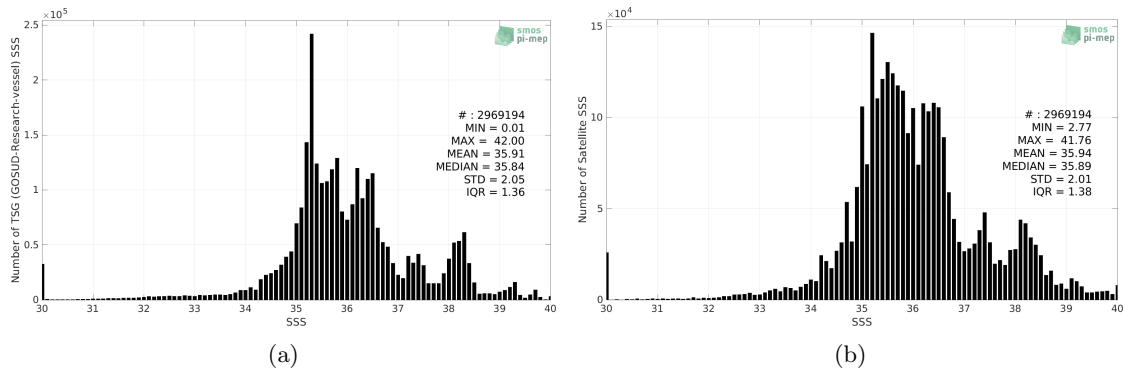 ×10^5
2.5
2
1.5
1
0.5
0
30 31 32 33 34 35 36 37 38 39 40
SSS
Number of TSG (GOSUD-Research-vessel) SSS
smos
pi-mep
# : 2969194
MIN = 0.01
MAX = 42.00
MEAN = 35.91
MEDIAN = 35.84
STD = 2.05
IQR = 1.36
(a)
×10^4
15
10
5
0
30 31 32 33 34 35 36 37 38 39 40
SSS
Number of Satellite SSS
smos
pi-mep
# : 2969194
MIN = 2.77
MAX = 41.76
MEAN = 35.94
MEDIAN = 35.89
STD = 2.01
IQR = 1.38
(b)